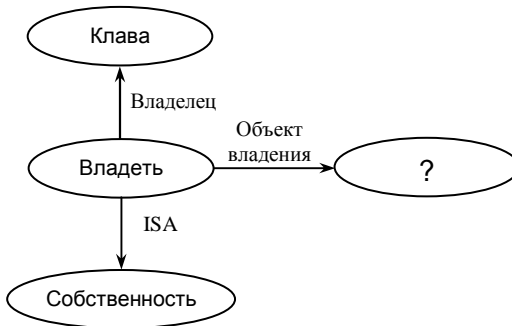 Клава
Владелец
Объект
владения
Владеть
?
ISA
Собственность